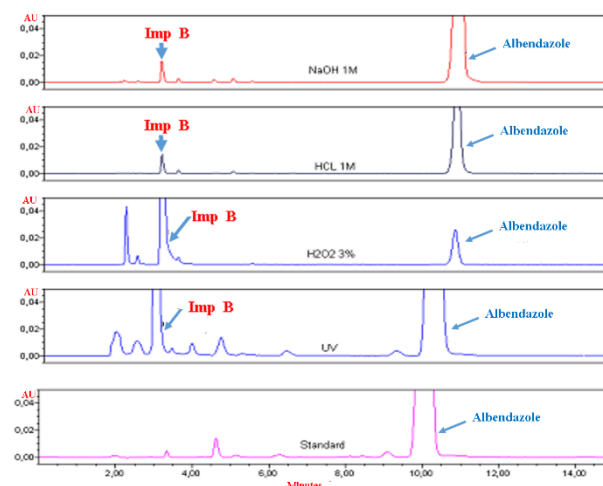 AU
Imp B
Albendazole
0,04
0,02
0,00
NaOH 1M
AU
Imp B
Albendazole
0,04
0,02
0,00
HCL 1M
AU
Imp B
Albendazole
0,04
0,02
0,00
H2O2 3%
AU
Imp B
Albendazole
0,04
0,02
0,00
UV
AU
Albendazole
0,04
0,02
0,00
Standard
2,00 4,00 6,00 8,00 10,00 12,00 14,00
Minutes